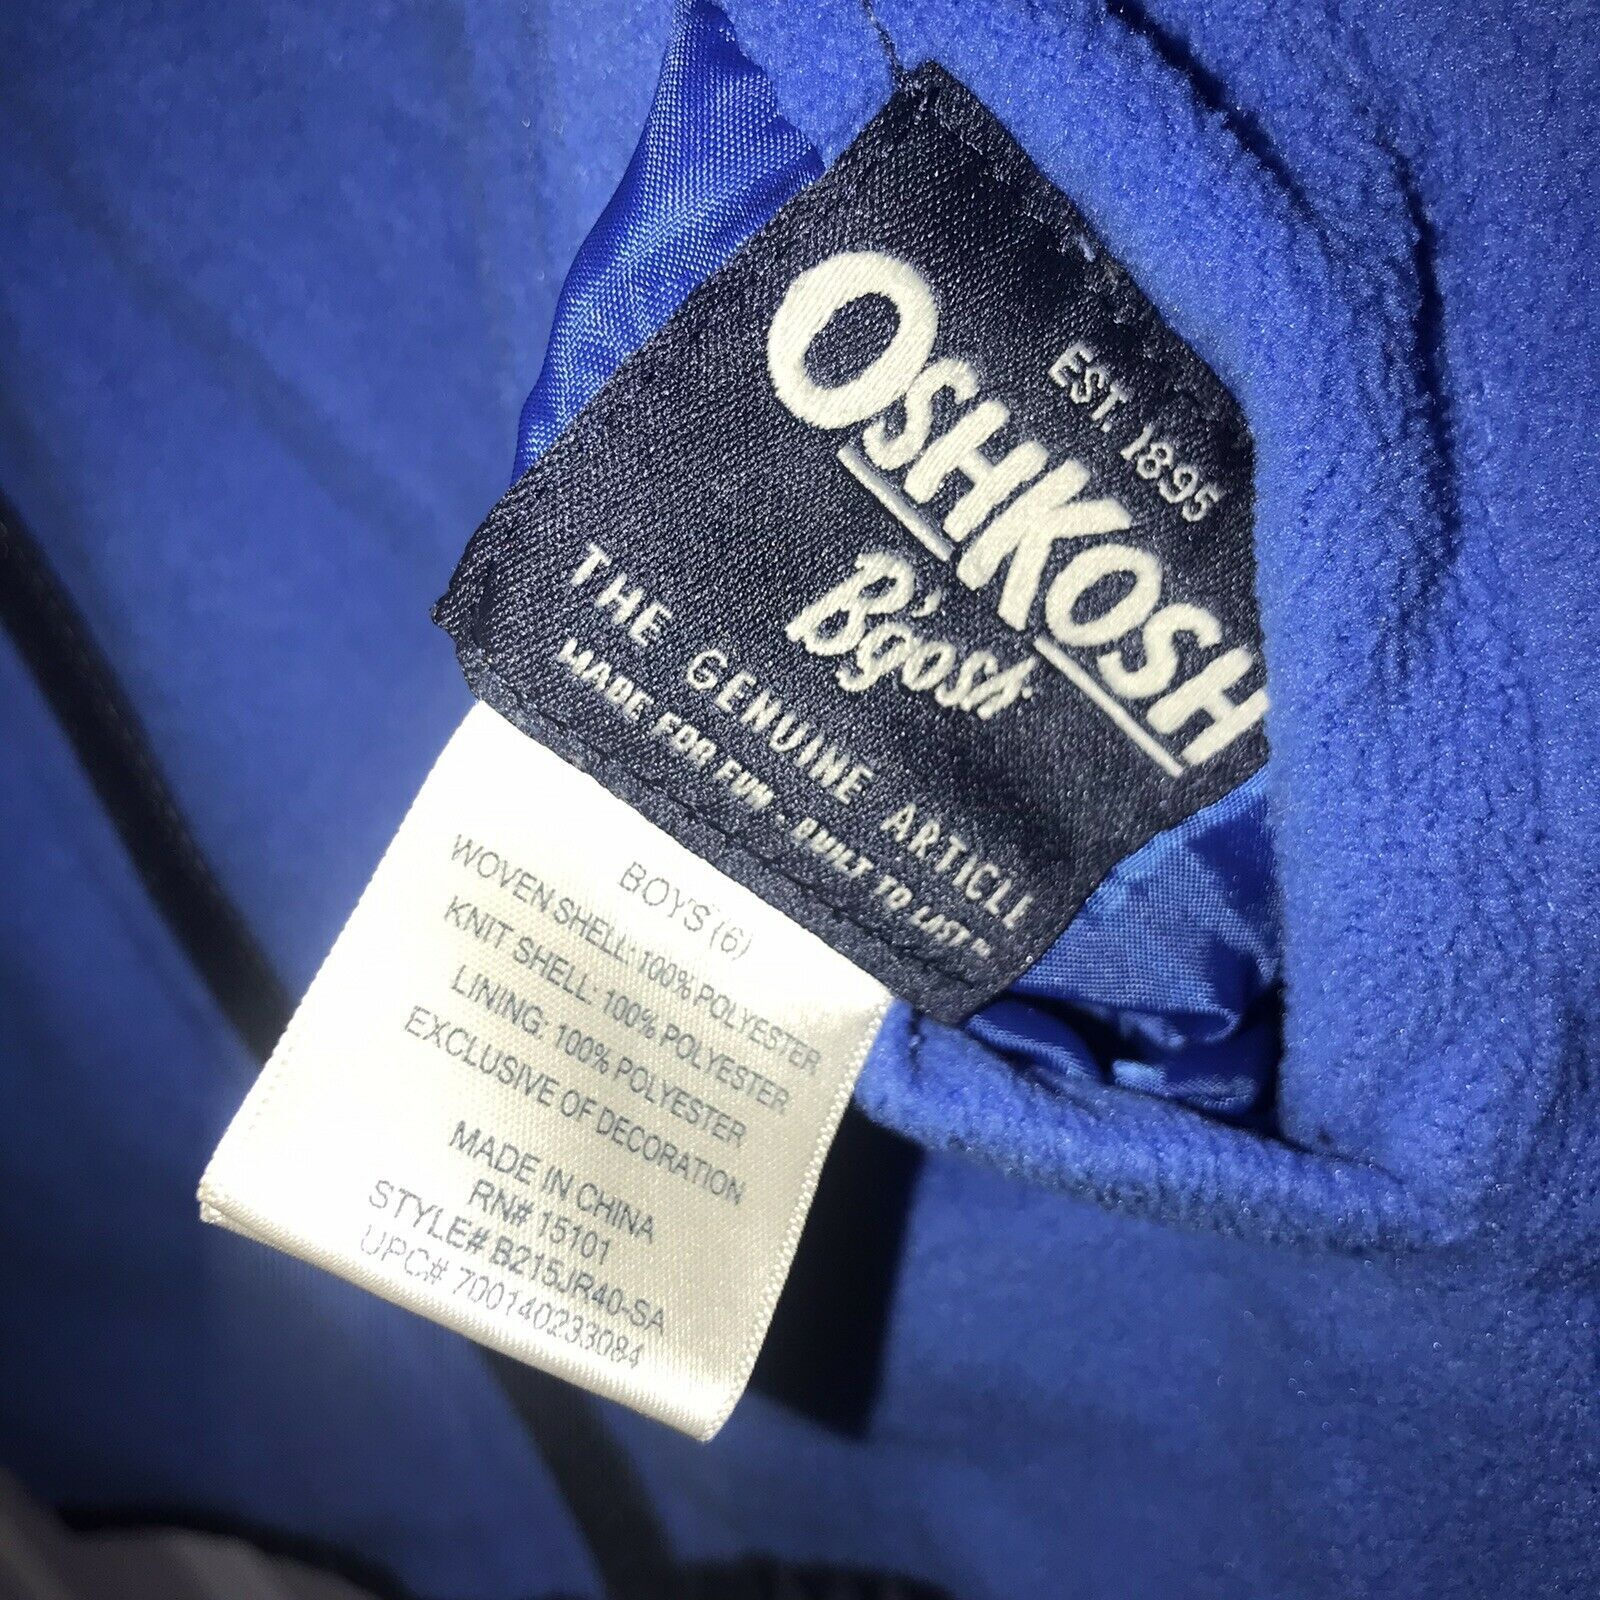 EST. 1895
OSHKOSH
B'gosh
THE GENUINE ARTICLE
MADE FOR FUN - BUILT TO LAST™
BOYS (6)
WOVEN SHELL: 100% POLYESTER
KNIT SHELL: 100% POLYESTER
LINING: 100% POLYESTER
EXCLUSIVE OF DECORATION
MADE IN CHINA
RN# 15101
STYLE# B215JR40-SA
UPC# 700140233084